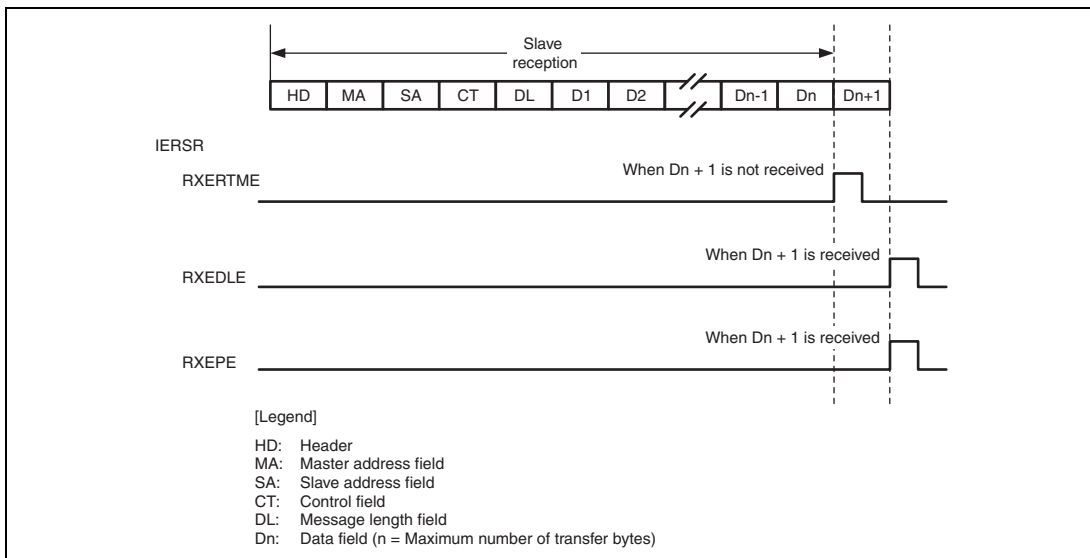 Slave
reception
HD MA SA CT DL D1 D2 Dn-1 Dn Dn+1
IERSR
When Dn + 1 is not received
RXERTME
When Dn + 1 is received
RXEDLE
When Dn + 1 is received
RXEPE
[Legend]
HD: Header
MA: Master address field
SA: Slave address field
CT: Control field
DL: Message length field
Dn: Data field (n = Maximum number of transfer bytes)